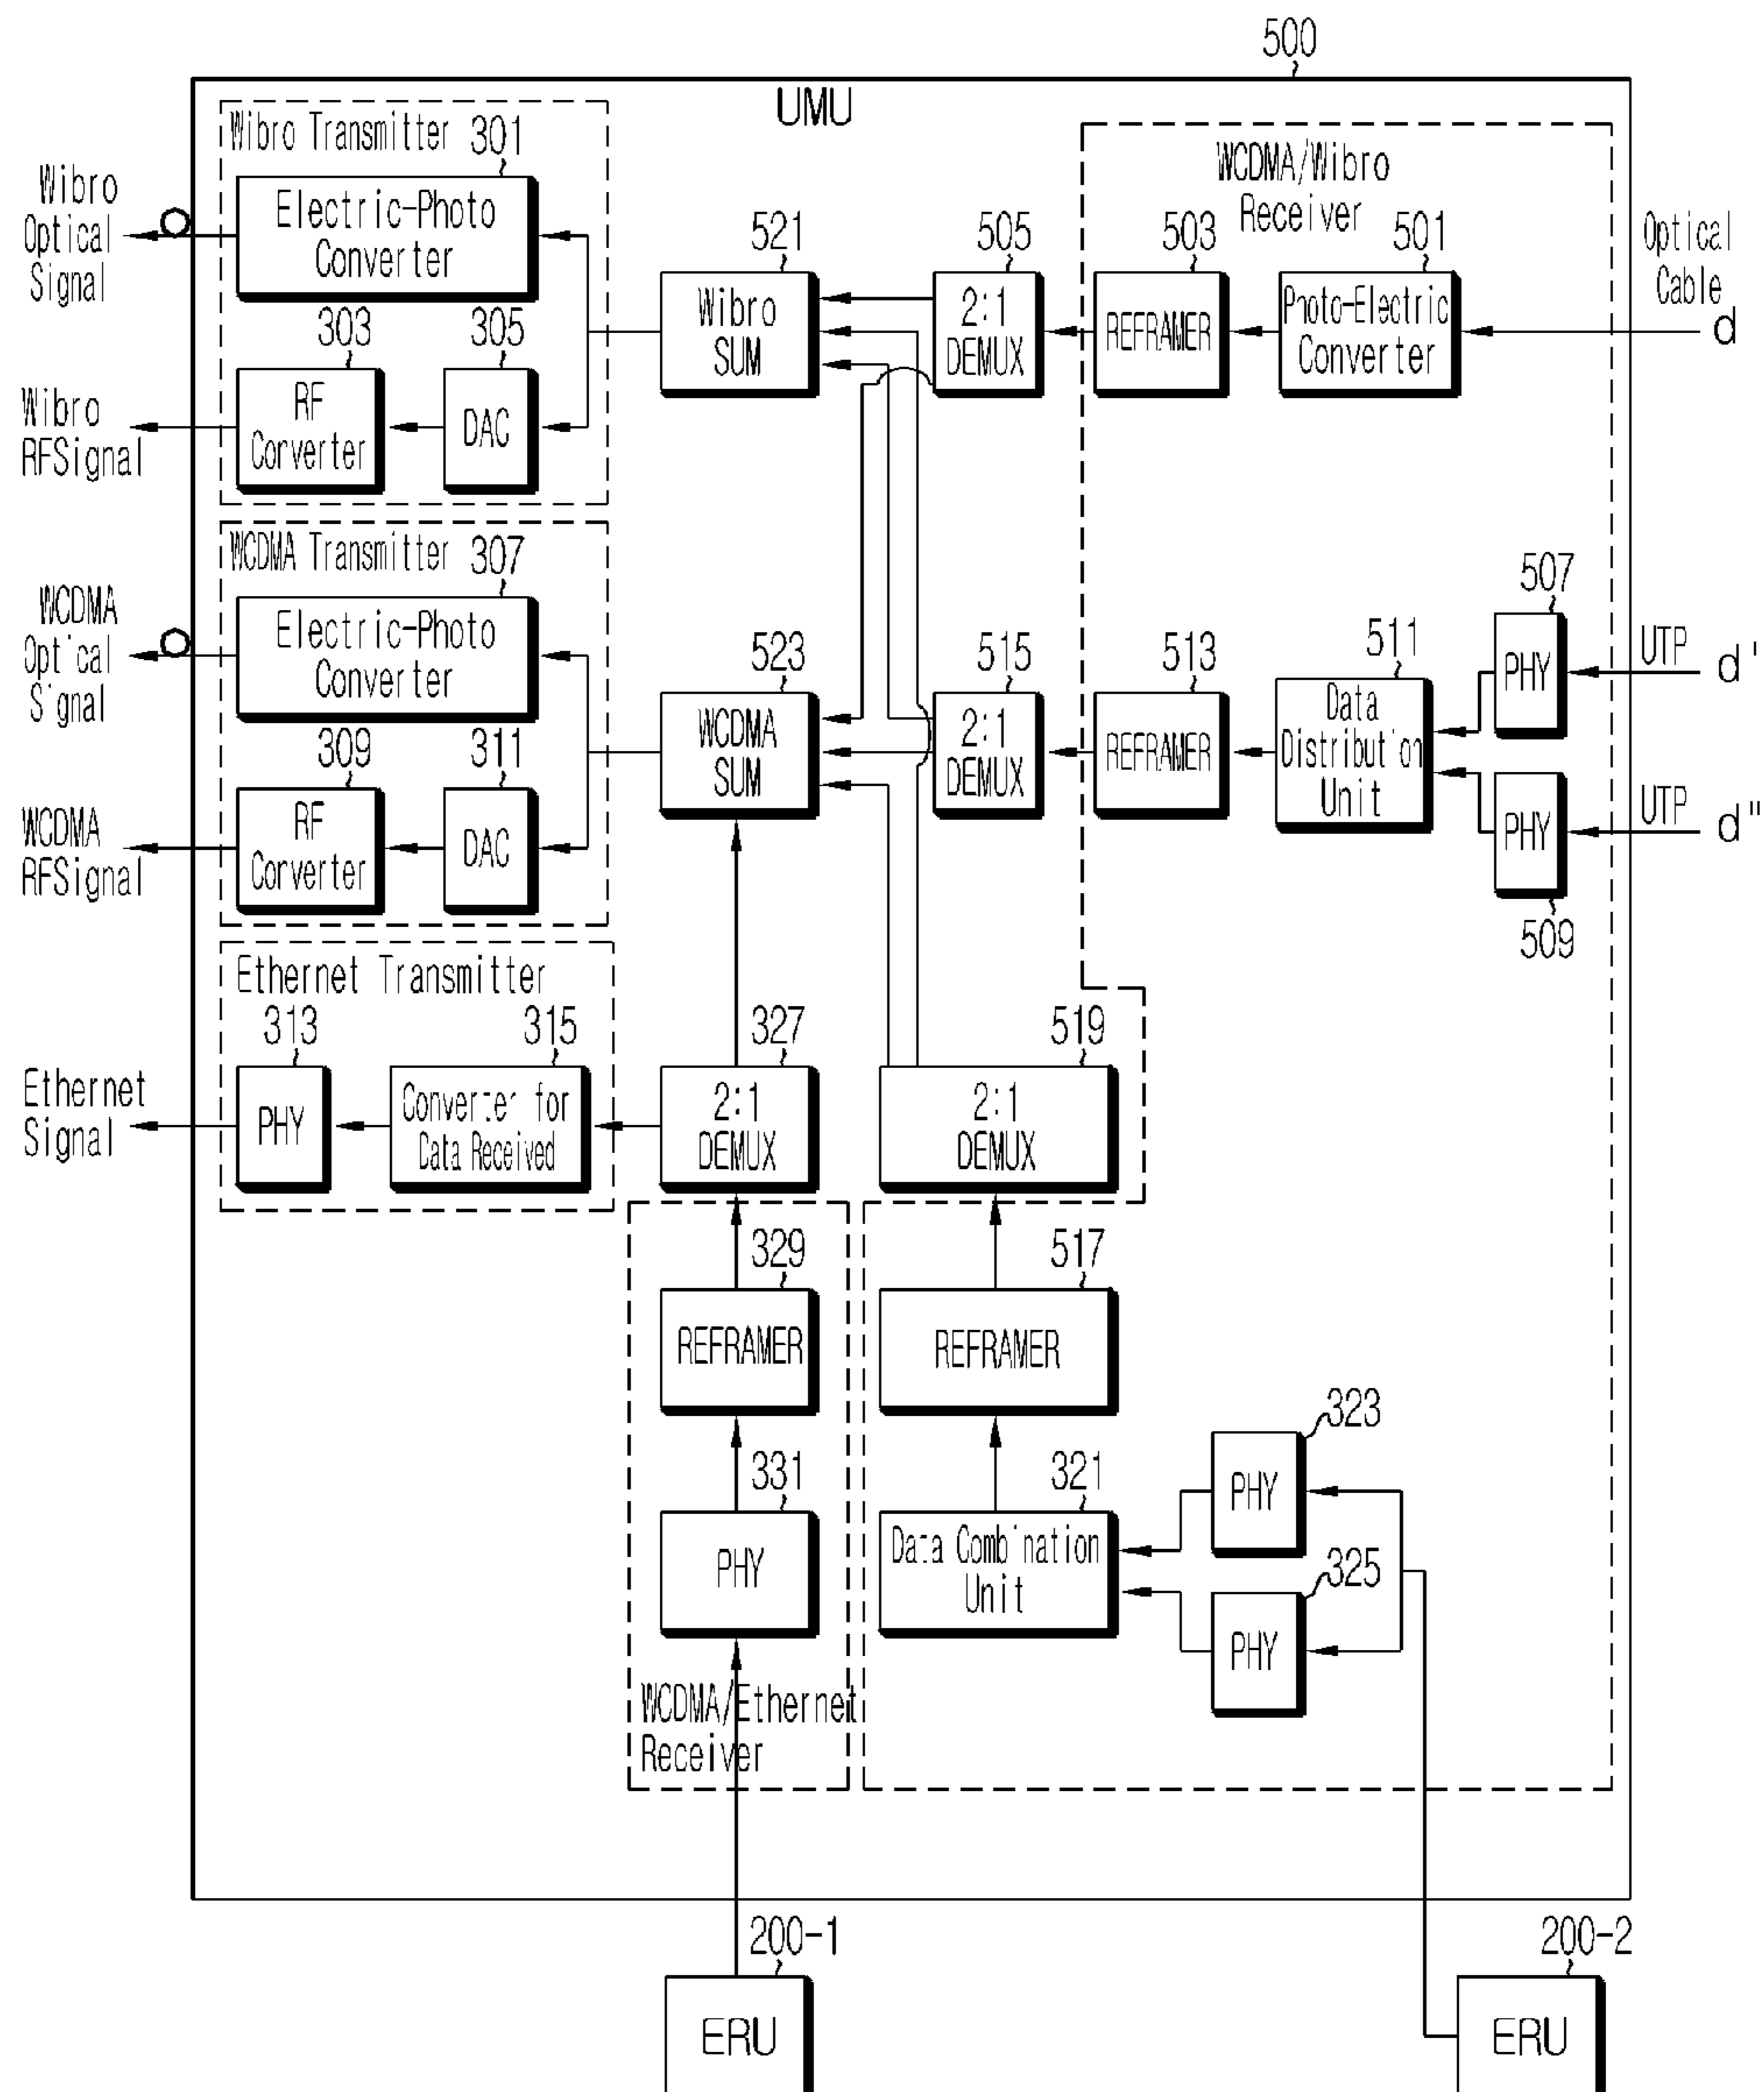 500
UMU
Wibro Transmitter 301
Electric-Photo
Converter
Wibro
Optical
Signal
303
305
RF
Converter
DAC
Wibro
RFSignal
521
Wibro
SUM
505
2:1
DEMUX
WCDMA/Wibro
Receiver
503
REFRAMER
501
Photo-Electric
Converter
Optical
Cable
d
WCDMA Transmitter 307
Electric-Photo
Converter
WCDMA
Optical
Signal
309
311
RF
Converter
DAC
WCDMA
RFSignal
523
WCDMA
SUM
515
2:1
DEMUX
513
REFRAMER
511
Data
Distribution
Unit
507
PHY
UTP
d'
PHY
509
UTP
d"
Ethernet Transmitter
313
PHY
315
Converter for
Data Received
Ethernet
Signal
327
2:1
DEMUX
519
2:1
DEMUX
329
REFRAMER
517
REFRAMER
331
PHY
321
Data Combination
Unit
323
PHY
325
PHY
WCDMA/Ethernet
Receiver
200-1
ERU
200-2
ERU